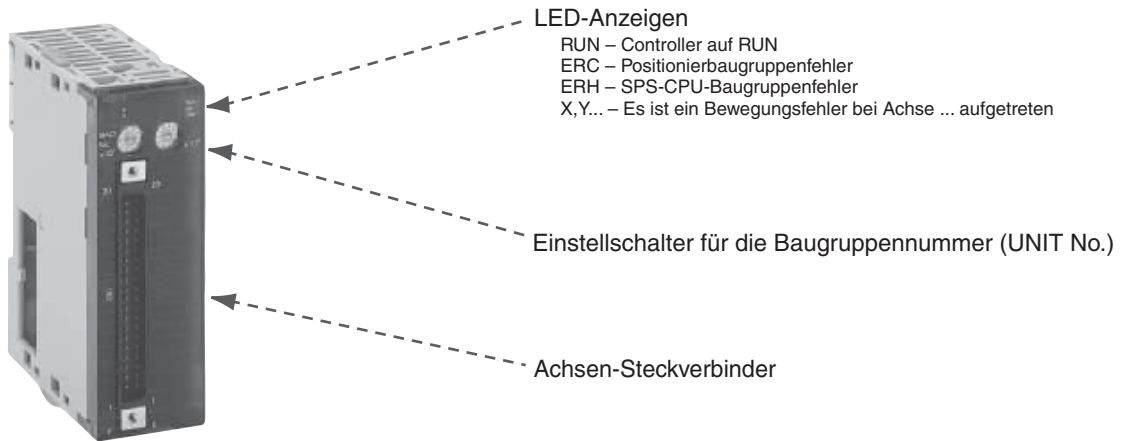 LED-Anzeigen
RUN – Controller auf RUN
ERC – Positionierbaugruppenfehler
ERH – SPS-CPU-Baugruppenfehler
X,Y... – Es ist ein Bewegungsfehler bei Achse ... aufgetreten
Einstellschalter für die Baugruppennummer (UNIT No.)
Achsen-Steckverbinder